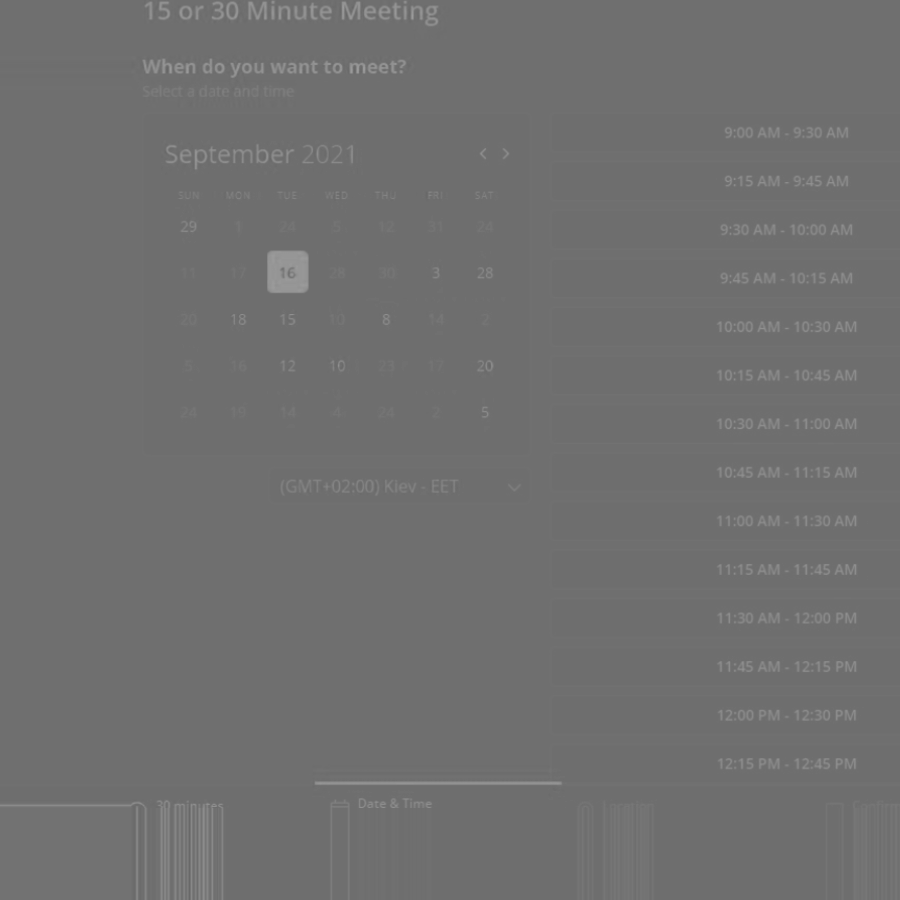 15 or 30 Minute Meeting
When do you want to meet?
Select a date and time
September 2021
SUN MON TUE WED THU FRI SAT
29 1 24 5 12 31 24
11 17 16 28 30 3 28
20 18 15 10 8 14 2
5 16 12 10 23 17 20
24 19 14 4 24 2 5
(GMT+02:00) Kiev - EET
9:00 AM - 9:30 AM
9:15 AM - 9:45 AM
9:30 AM - 10:00 AM
9:45 AM - 10:15 AM
10:00 AM - 10:30 AM
10:15 AM - 10:45 AM
10:30 AM - 11:00 AM
10:45 AM - 11:15 AM
11:00 AM - 11:30 AM
11:15 AM - 11:45 AM
11:30 AM - 12:00 PM
11:45 AM - 12:15 PM
12:00 PM - 12:30 PM
12:15 PM - 12:45 PM
30 minutes
Date & Time
Location